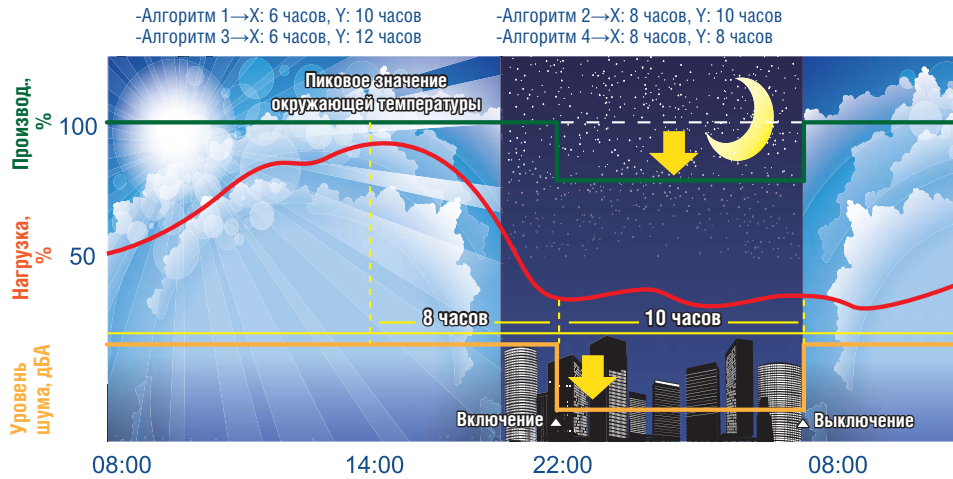 -Алгоритм 1→X: 6 часов, Y: 10 часов
-Алгоритм 2→X: 8 часов, Y: 10 часов
-Алгоритм 3→X: 6 часов, Y: 12 часов
-Алгоритм 4→X: 8 часов, Y: 8 часов
Пиковое значение
окружающей температуры
Производ,
%
100
Нагрузка,
%
50
8 часов
10 часов
Уровень
шума, дБА
Включение
Выключение
08:00
14:00
22:00
08:00